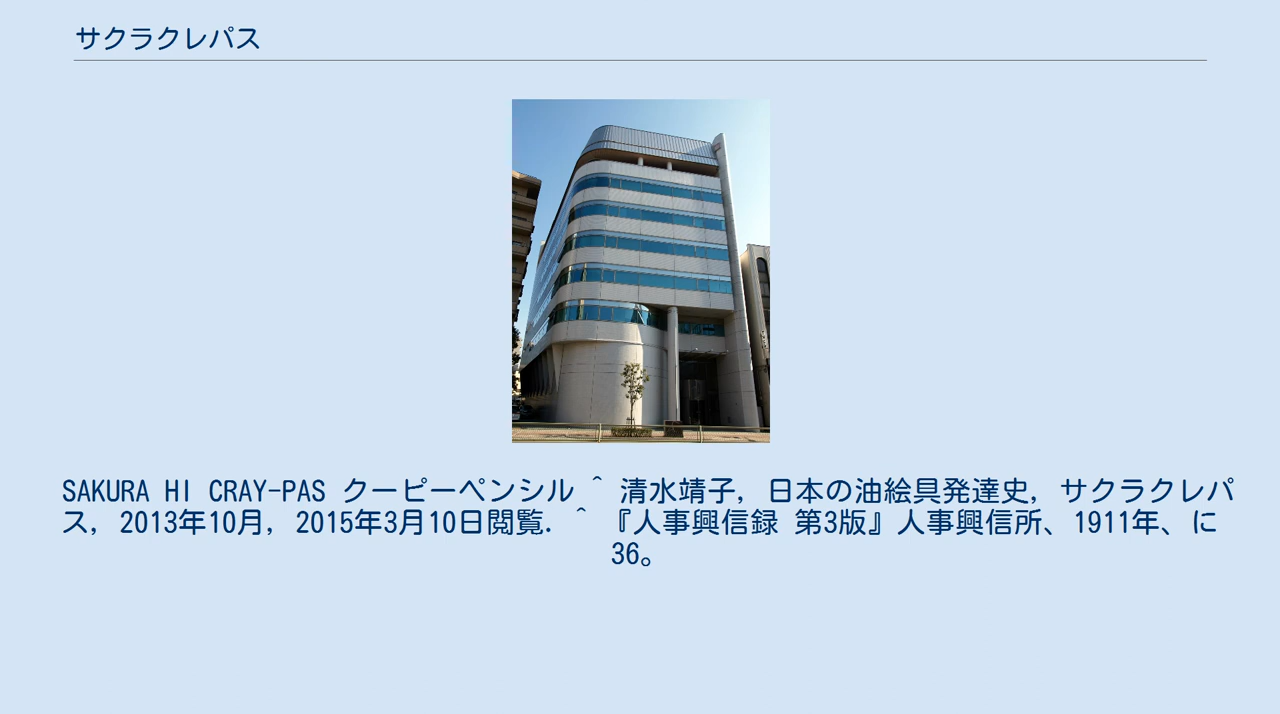 サクラクレパス
SAKURA HI CRAY-PAS クーピーペンシル ^ 清水靖子, 日本の油絵具発達史, サクラクレパ
ス, 2013年10月, 2015年3月10日閲覧. ^ 『人事興信録 第3版』人事興信所、1911年、に
36。